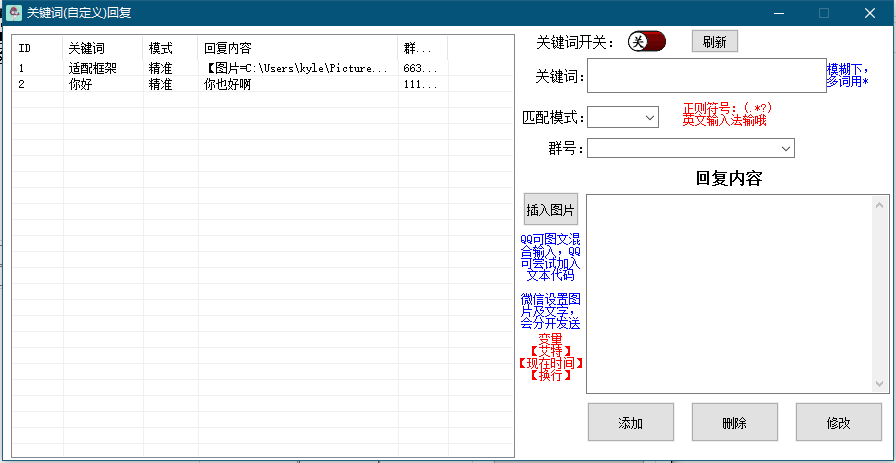 关键词(自定义)回复
ID 关键词 模式 回复内容 群...
1 适配框架 精准 【图片=C:\Users\kyle\Picture... 663...
2 你好 精准 你也好啊 111...
关键词开关： 关 刷新
关键词： 模糊下，
多词用*
匹配模式： 正则符号：(.*?)
英文输入法输哦
群号：
回复内容
插入图片
QQ可图文混
合输入，QQ
可尝试加入
文本代码
微信设置图
片及文字，
会分开发送
变量
【艾特】
【现在时间】
【换行】
添加 删除 修改